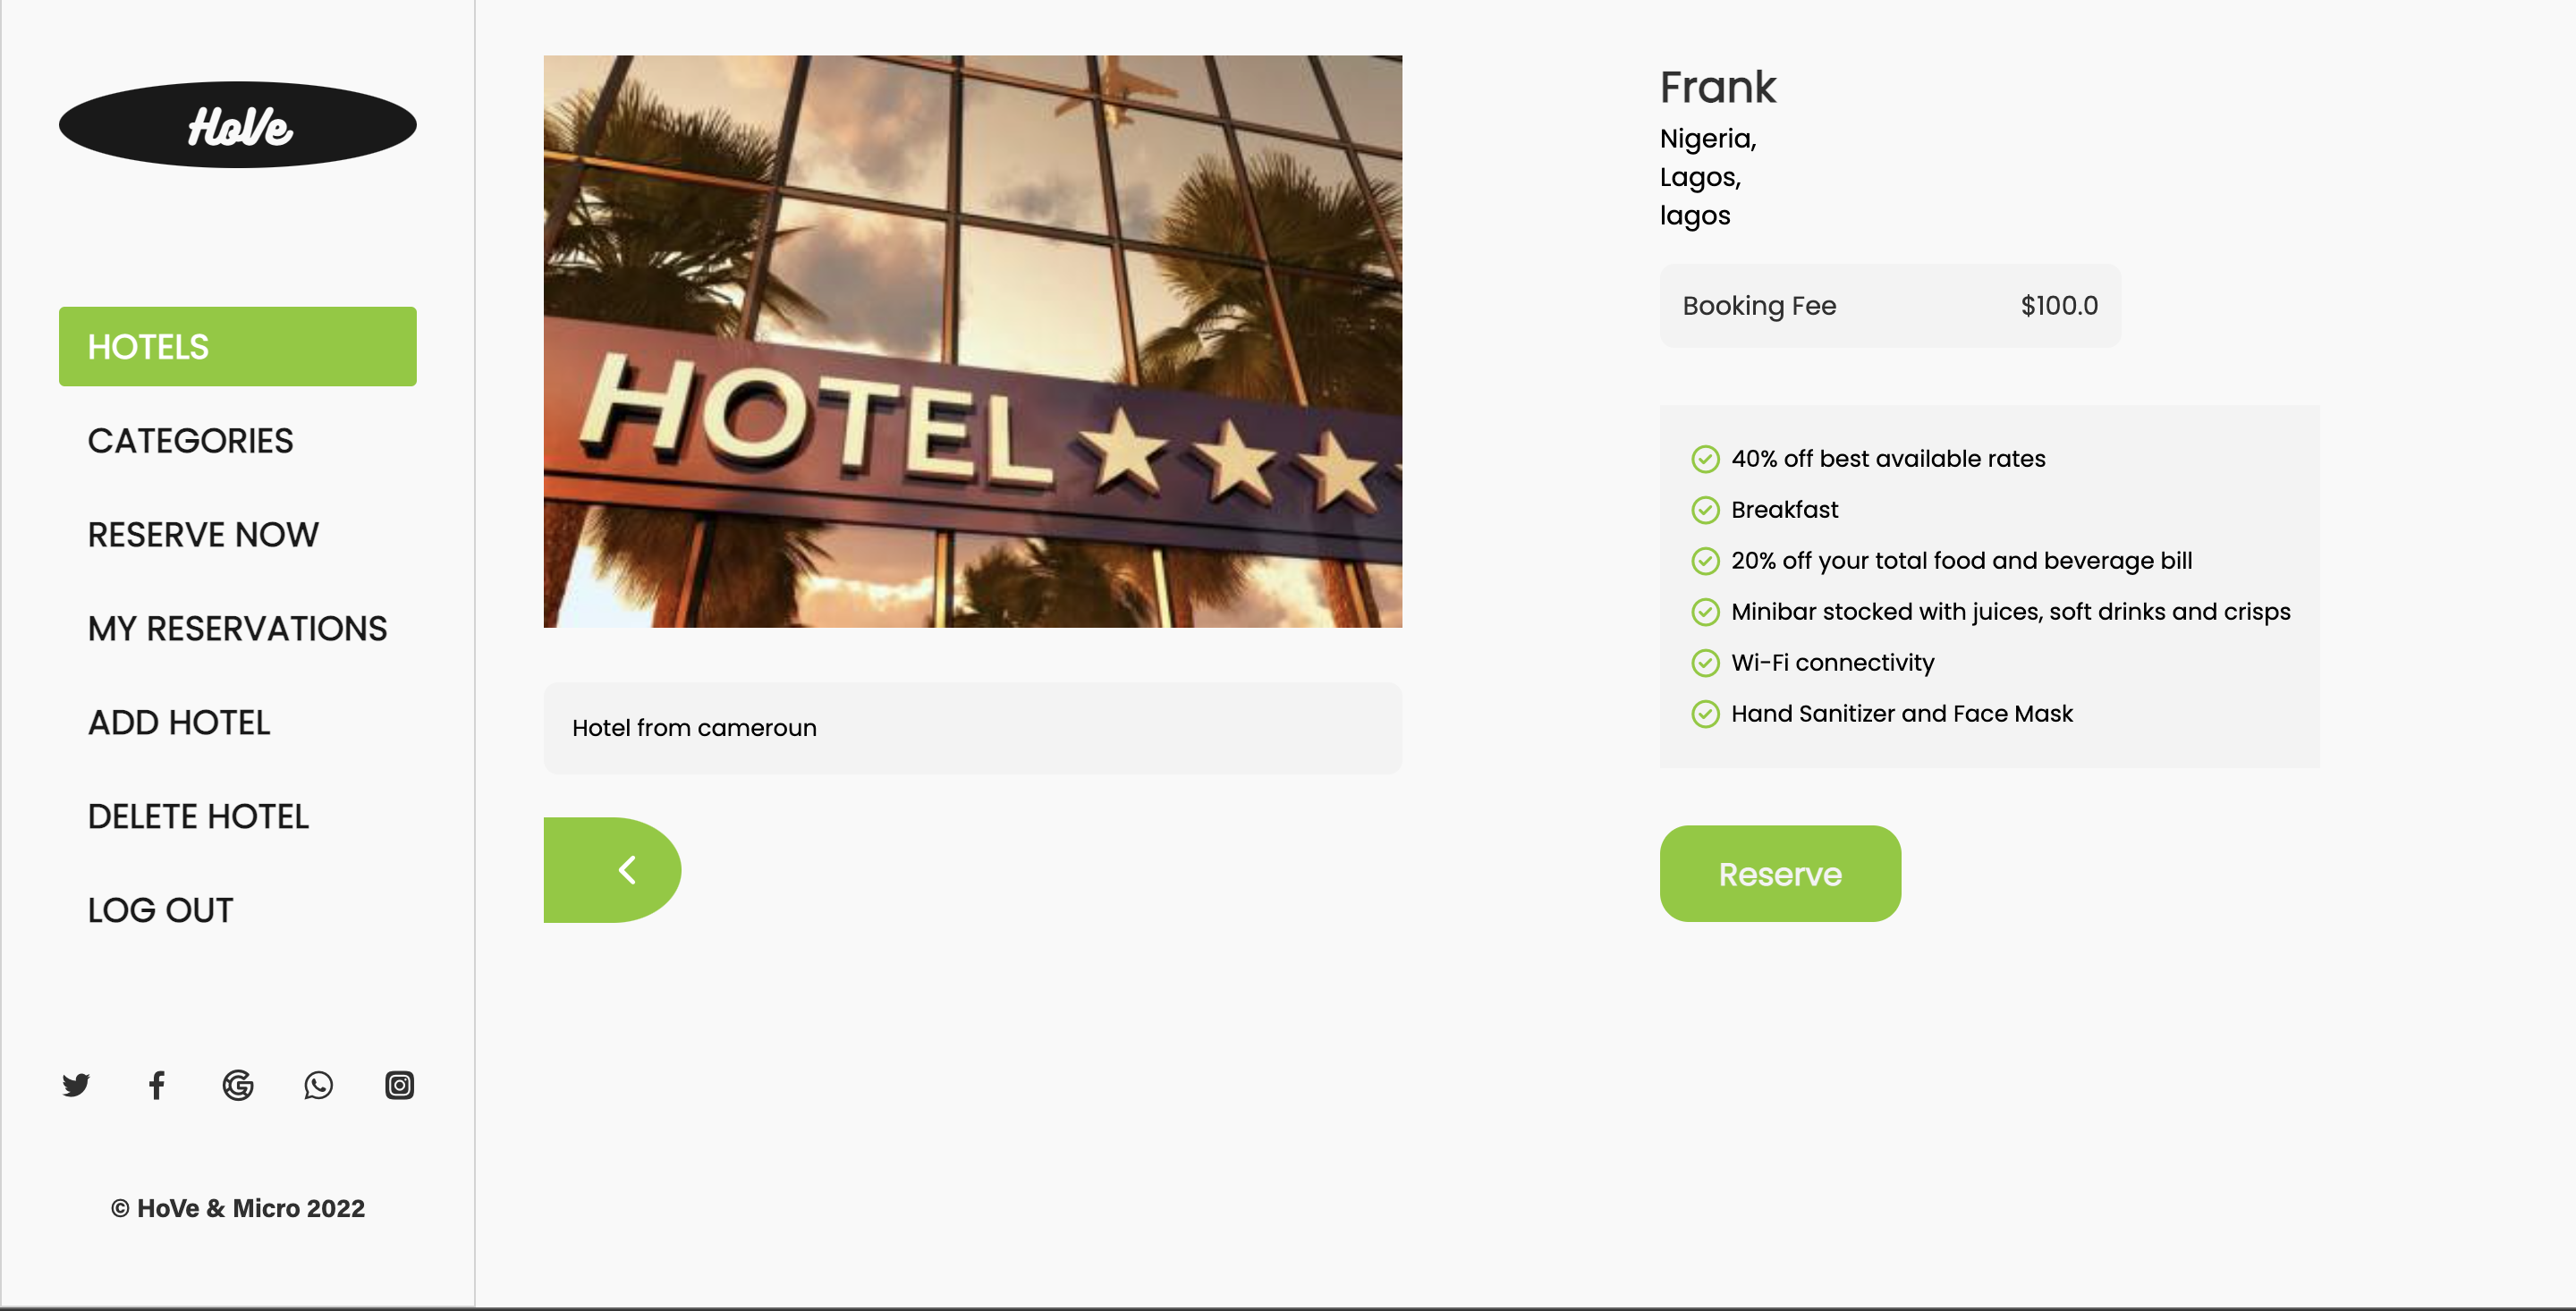 HoVe
HOTELS
CATEGORIES
RESERVE NOW
MY RESERVATIONS
ADD HOTEL
DELETE HOTEL
LOG OUT
© HoVe & Micro 2022
HOTEL
Hotel from cameroun
Frank
Nigeria,
Lagos,
lagos
Booking Fee $100.0
40% off best available rates
Breakfast
20% off your total food and beverage bill
Minibar stocked with juices, soft drinks and crisps
Wi-Fi connectivity
Hand Sanitizer and Face Mask
Reserve